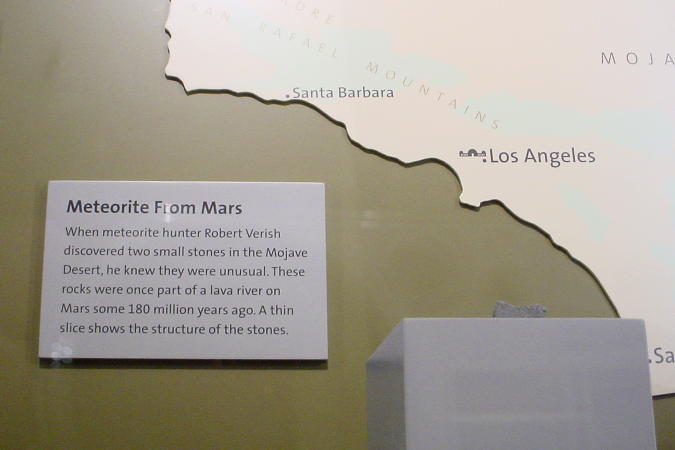 DRE
SAN RAFAEL MOUNTAINS
MOJA
Santa Barbara
Los Angeles
Meteorite From Mars
When meteorite hunter Robert Verish
discovered two small stones in the Mojave
Desert, he knew they were unusual. These
rocks were once part of a lava river on
Mars some 180 million years ago. A thin
slice shows the structure of the stones.
Sa